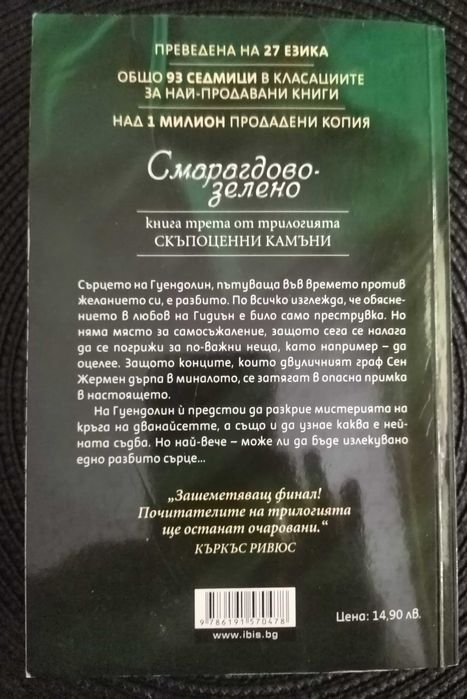 ПРЕВЕДЕНА НА 27 ЕЗИКА
ОБЩО 93 СЕДМИЦИ В КЛАСАЦИИТЕ
ЗА НАЙ-ПРОДАВАНИ КНИГИ
НАД 1 МИЛИОН ПРОДАДЕНИ КОПИЯ
Смарагдово-
зелено
книга трета от трилогията
СКЪПОЦЕННИ КАМЪНИ
Сърцето на Гуендолин, пътуваща във времето против
желанието си, е разбито. По всичко изглежда, че обясне-
нието в любов на Гидиън е било само преструвка. Но
няма място за самосъжаление, защото сега се налага
да се погрижи за по-важни неща, като например – да
оцелее. Защото конците, които двуличният граф Сен
Жермен дърпа в миналото, се затягат в опасна примка
в настоящето.
На Гуендолин ѝ предстои да разкрие мистерията на
кръга на дванайсетте, а също и да узнае каква е ней-
ната съдба. Но най-вече – може ли да бъде излекувано
едно разбито сърце...
„Зашеметяващ финал!
Почитателите на трилогията
ще останат очаровани.“
КЪРКЪС РИВЮС
9 786191 570478
www.ibis.bg
Цена: 14,90 лв.